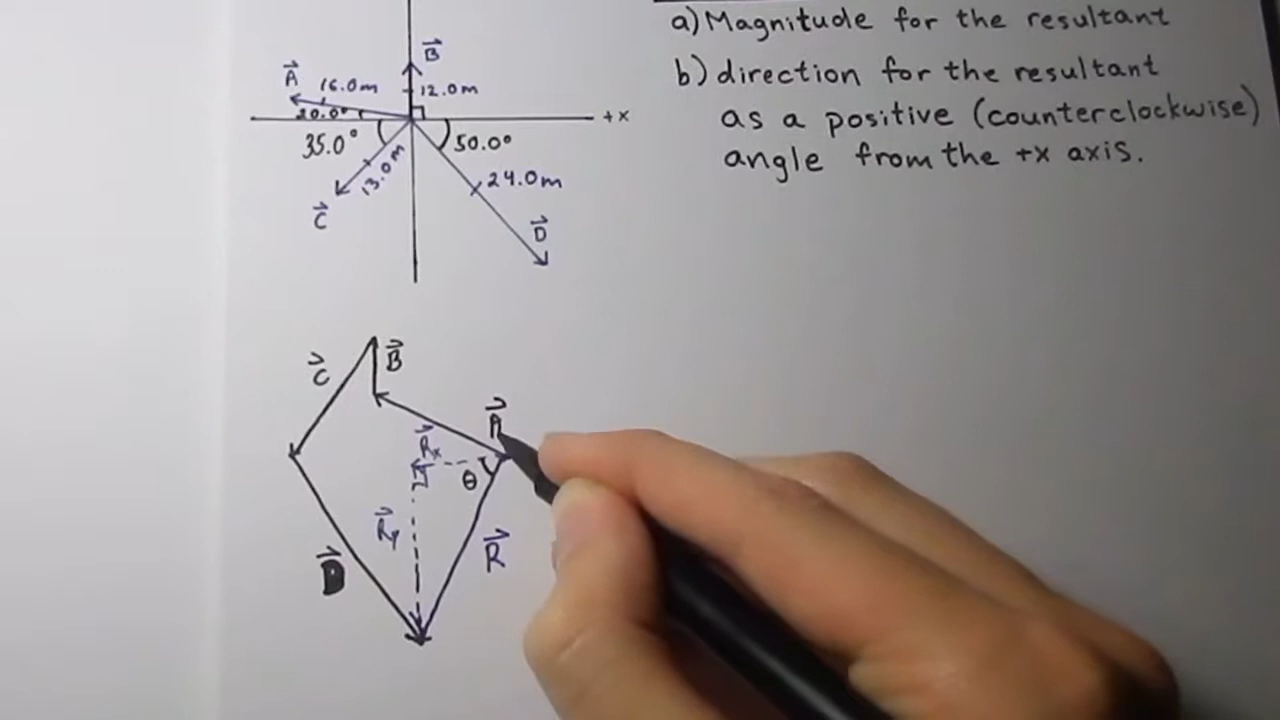 a) Magnitude for the resultant
b) direction for the resultant
as a positive (counterclockwise)
angle from the +x axis.
B
A
16.0m
12.0m
20.0°
+x
35.0°
13.0m
50.0°
24.0m
C
D
C
B
A
Rx
θ
Ry
R
D